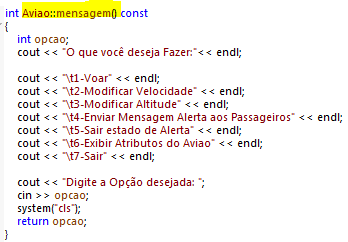 int Aviao::mensagem() const
{
int opcao;
cout << "O que você deseja Fazer:"<< endl;
cout << "\t1-Voar" << endl;
cout << "\t2-Modificar Velocidade" << endl;
cout << "\t3-Modificar Altitude" << endl;
cout << "\t4-Enviar Mensagem Alerta aos Passageiros" << endl;
cout << "\t5-Sair estado de Alerta" << endl;
cout << "\t6-Exibir Atributos do Aviao" << endl;
cout << "\t7-Sair" << endl;
cout << "Digite a Opção desejada: ";
cin >> opcao;
system("cls");
return opcao;
}